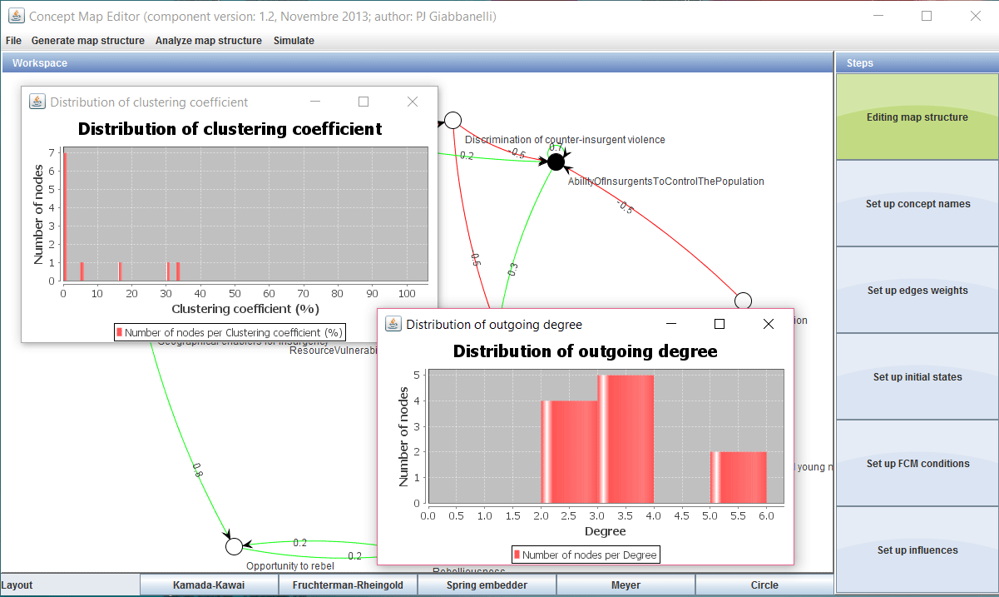 Concept Map Editor (component version: 1.2, Novembre 2013; author: PJ Giabbanelli)
File Generate map structure Analyze map structure Simulate
Workspace
Steps
Distribution of clustering coefficient
Distribution of clustering coefficient
Number of nodes
7
6
5
4
3
2
1
0
0 10 20 30 40 50 60 70 80 90 100
Clustering coefficient (%)
Number of nodes per Clustering coefficient (%)
Discrimination of counter-insurgent violence
0.7
-0.5
0.2
AbilityOfInsurgentsToControlThePopulation
-0.5
0.3
ion
ResourceVulnerabi
Distribution of outgoing degree
Distribution of outgoing degree
Number of nodes
5
4
3
2
1
0
0.0 0.5 1.0 1.5 2.0 2.5 3.0 3.5 4.0 4.5 5.0 5.5 6.0
Degree
Number of nodes per Degree
young n
0.8
0.2
0.2
Opportunity to rebel
Rebelliousness
Editing map structure
Set up concept names
Set up edges weights
Set up initial states
Set up FCM conditions
Set up influences
Layout Kamada-Kawai Fruchterman-Rheingold Spring embedder Meyer Circle